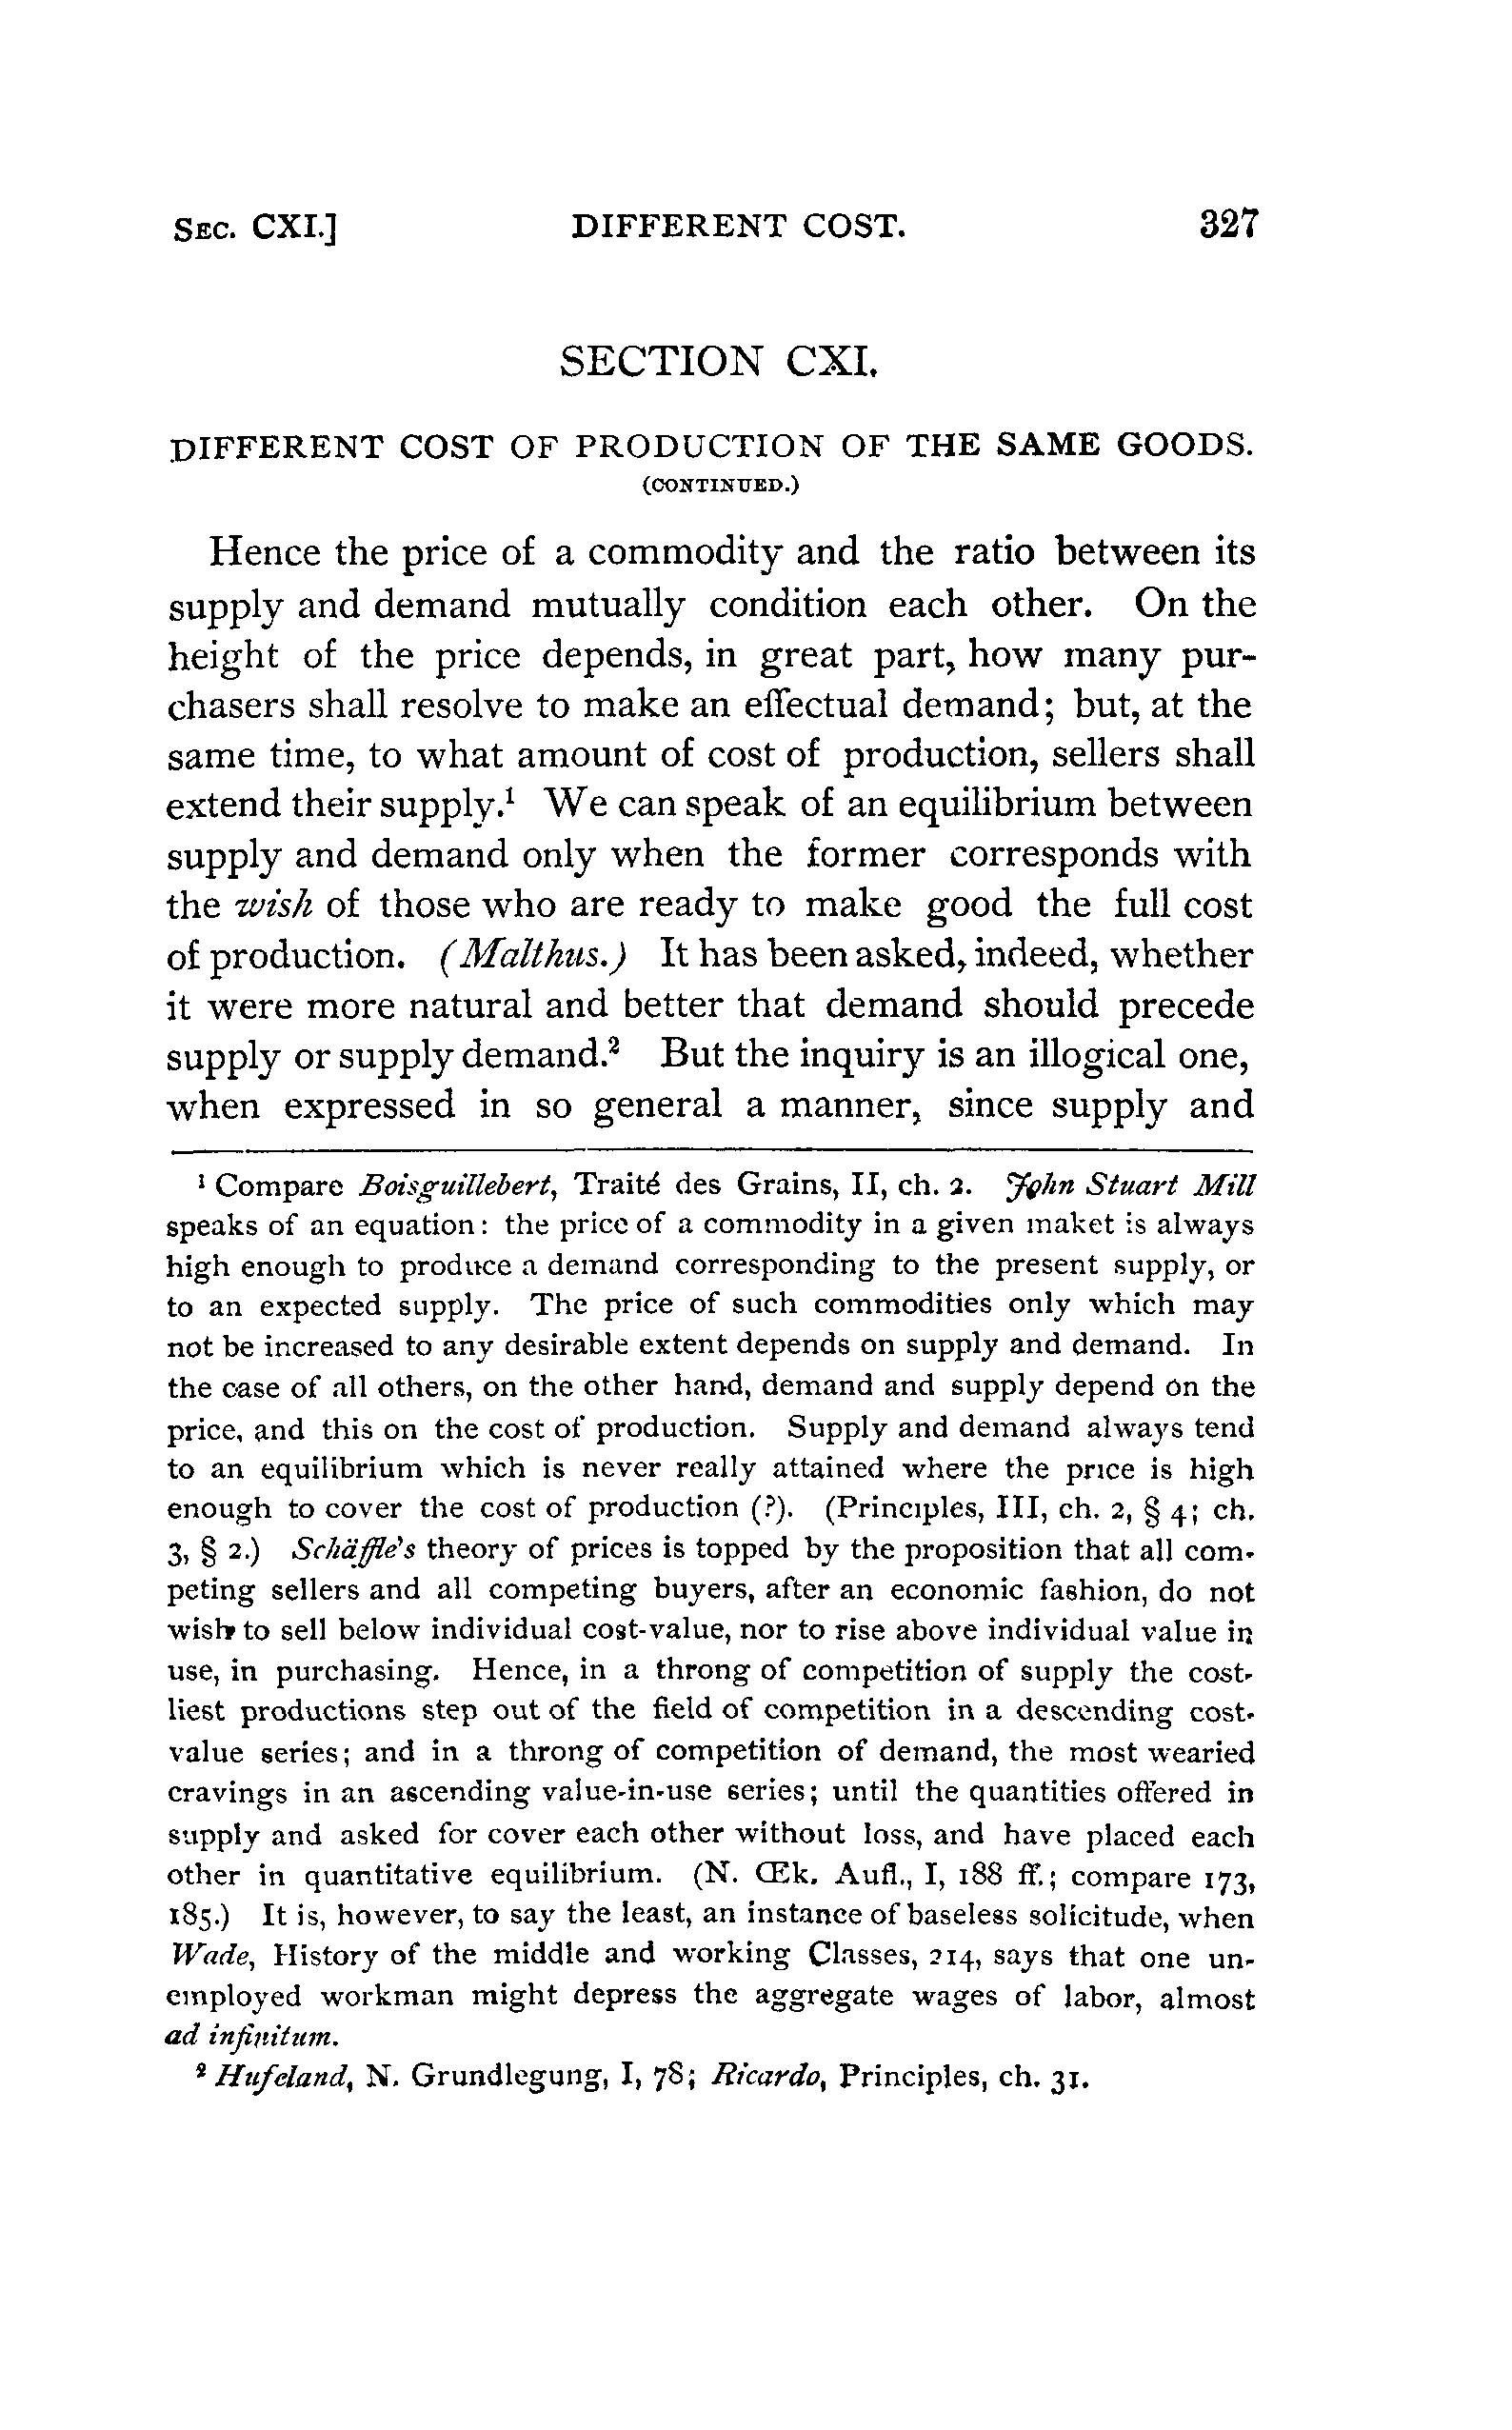 SEC. CXI.] DIFFERENT COST. 327
SECTION CXI.
DIFFERENT COST OF PRODUCTION OF THE SAME GOODS.
(CONTINUED.)
Hence the price of a commodity and the ratio between its
supply and demand mutually condition each other. On the
height of the price depends, in great part, how many pur-
chasers shall resolve to make an effectual demand; but, at the
same time, to what amount of cost of production, sellers shall
extend their supply.¹ We can speak of an equilibrium between
supply and demand only when the former corresponds with
the wish of those who are ready to make good the full cost
of production. (Malthus.) It has been asked, indeed, whether
it were more natural and better that demand should precede
supply or supply demand.² But the inquiry is an illogical one,
when expressed in so general a manner, since supply and
¹ Compare Boisguillebert, Traité des Grains, II, ch. 2. John Stuart Mill
speaks of an equation: the price of a commodity in a given maket is always
high enough to produce a demand corresponding to the present supply, or
to an expected supply. The price of such commodities only which may
not be increased to any desirable extent depends on supply and demand. In
the case of all others, on the other hand, demand and supply depend on the
price, and this on the cost of production. Supply and demand always tend
to an equilibrium which is never really attained where the price is high
enough to cover the cost of production (?). (Principles, III, ch. 2, § 4; ch.
3, § 2.) Schäffle's theory of prices is topped by the proposition that all com-
peting sellers and all competing buyers, after an economic fashion, do not
wish to sell below individual cost-value, nor to rise above individual value in
use, in purchasing. Hence, in a throng of competition of supply the cost-
liest productions step out of the field of competition in a descending cost-
value series; and in a throng of competition of demand, the most wearied
cravings in an ascending value-in-use series; until the quantities offered in
supply and asked for cover each other without loss, and have placed each
other in quantitative equilibrium. (N. Œk. Aufl., I, 188 ff.; compare 173,
185.) It is, however, to say the least, an instance of baseless solicitude, when
Wade, History of the middle and working Classes, 214, says that one un-
employed workman might depress the aggregate wages of labor, almost
ad infinitum.
² Hufeland, N. Grundlegung, I, 78; Ricardo, Principles, ch. 31.